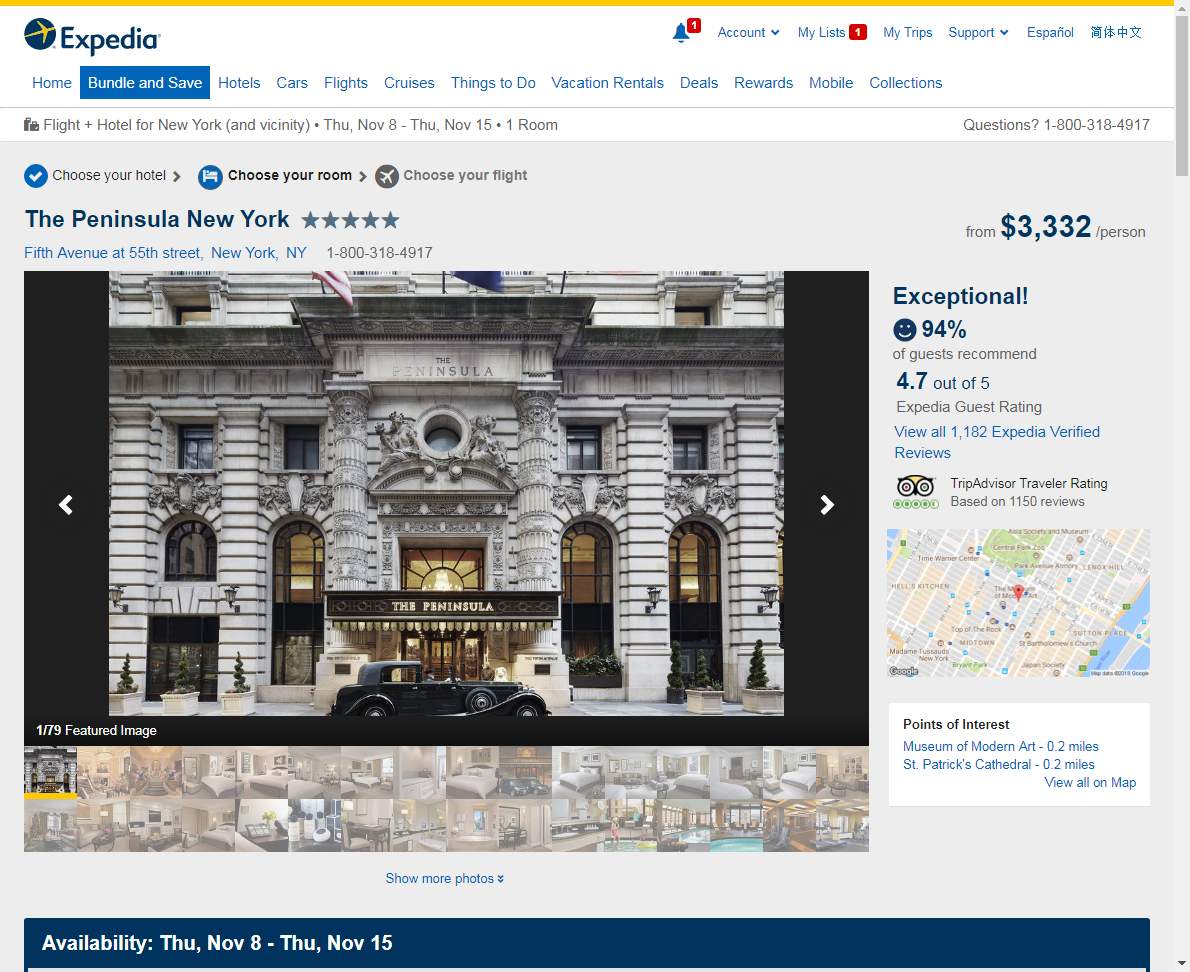 Expedia
1 Account My Lists 1 My Trips Support Español 简体中文
Home Bundle and Save Hotels Cars Flights Cruises Things to Do Vacation Rentals Deals Rewards Mobile Collections
Flight + Hotel for New York (and vicinity) • Thu, Nov 8 - Thu, Nov 15 • 1 Room Questions? 1-800-318-4917
Choose your hotel Choose your room Choose your flight
The Peninsula New York
from $3,332 /person
Fifth Avenue at 55th street, New York, NY 1-800-318-4917
THE
PENINSULA
THE PENINSULA
1/79 Featured Image
Show more photos
Exceptional!
94%
of guests recommend
4.7 out of 5
Expedia Guest Rating
View all 1,182 Expedia Verified
Reviews
TripAdvisor Traveler Rating
Based on 1150 reviews
Asia Society and Museum
Central Park Zoo
Time Warner Center
Park Avenue Armory
LENOX HILL
HELL'S KITCHEN
The Museum
of Modern Art
Top of The Rock
SUTTON PLACE
MIDTOWN
St Bartholomew's Church
Madame Tussauds
New York
Bryant Park
Japan Society
Google
Map data ©2018 Google
Points of Interest
Museum of Modern Art - 0.2 miles
St. Patrick's Cathedral - 0.2 miles
View all on Map
Availability: Thu, Nov 8 - Thu, Nov 15